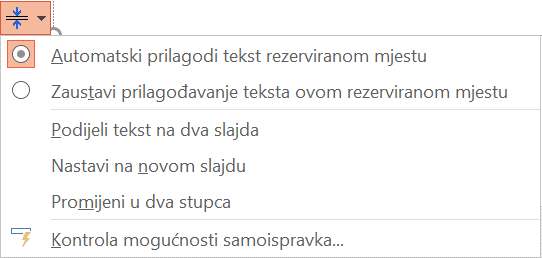 Automatski prilagodi tekst rezerviranom mjestu
Zaustavi prilagođavanje teksta ovom rezerviranom mjestu
Podijeli tekst na dva slajda
Nastavi na novom slajdu
Promijeni u dva stupca
Kontrola mogućnosti samoispravka...